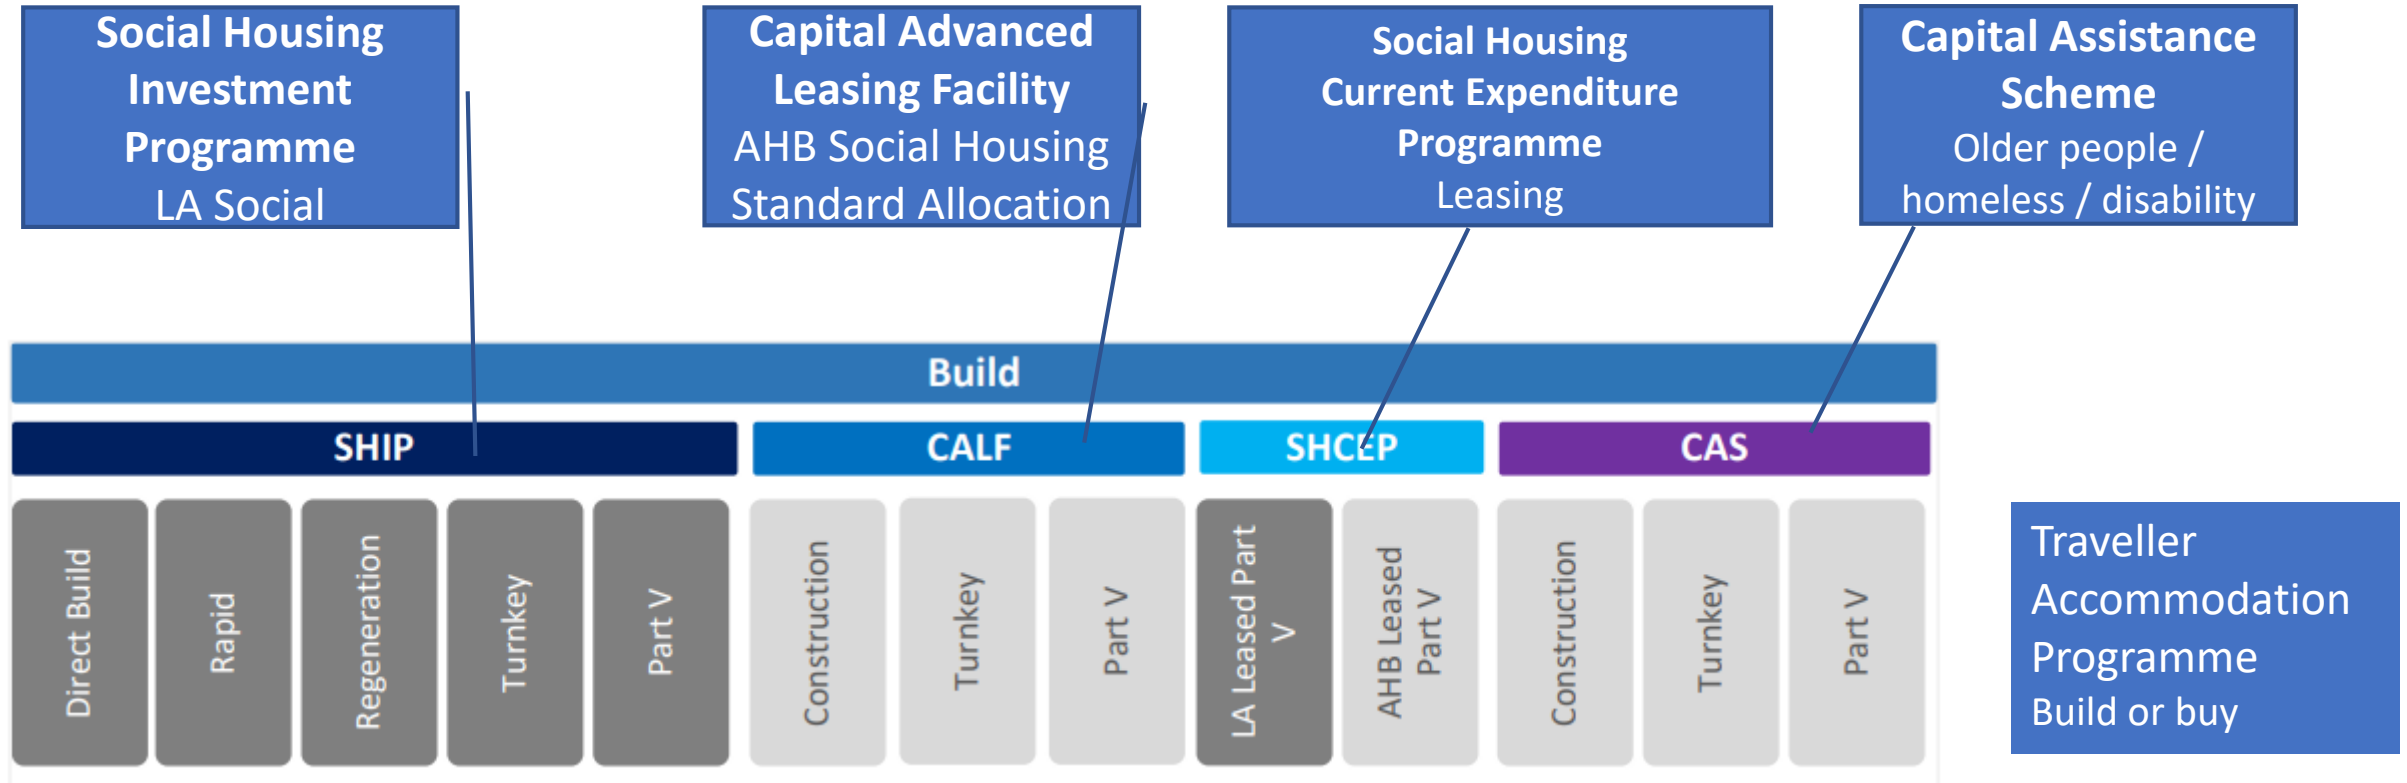 Social Housing
Investment
Programme
LA Social
Capital Advanced
Leasing Facility
AHB Social Housing
Standard Allocation
Social Housing
Current Expenditure
Programme
Leasing
Capital Assistance
Scheme
Older people /
homeless / disability
Build
SHIP
CALF
SHCEP
CAS
Direct Build
Rapid
Regeneration
Turnkey
Part V
Construction
Turnkey
Part V
LA Leased Part
V
AHB Leased
Part V
Construction
Turnkey
Part V
Traveller
Accommodation
Programme
Build or buy